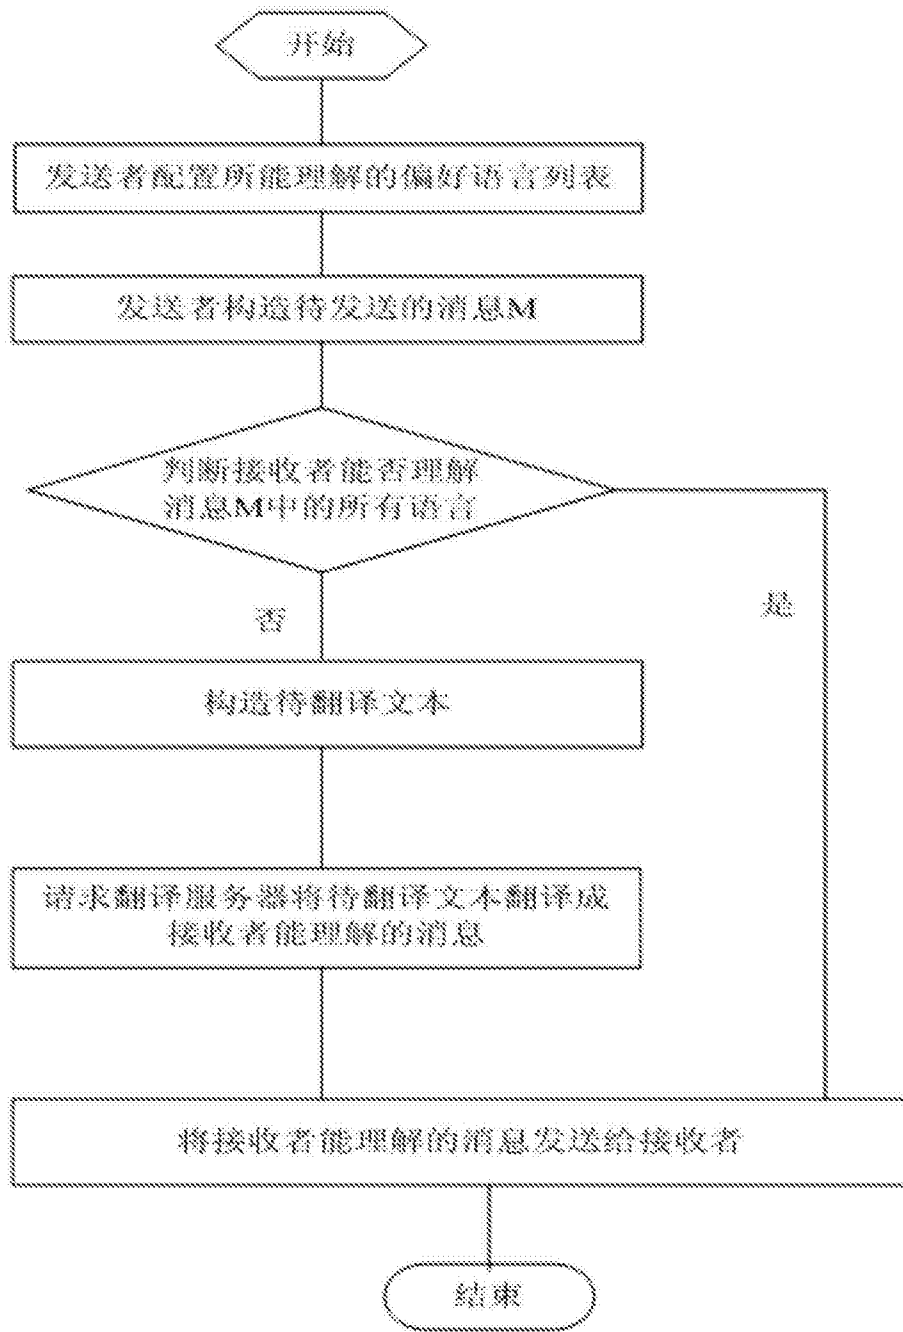 开始
发送者配置所能理解的偏好语言列表
发送者构造待发送的消息M
判断接收者能否理解
消息M中的所有语言
否
是
构造待翻译文本
请求翻译服务器将待翻译文本翻译成
接收者能理解的消息
将接收者能理解的消息发送给接收者
结束